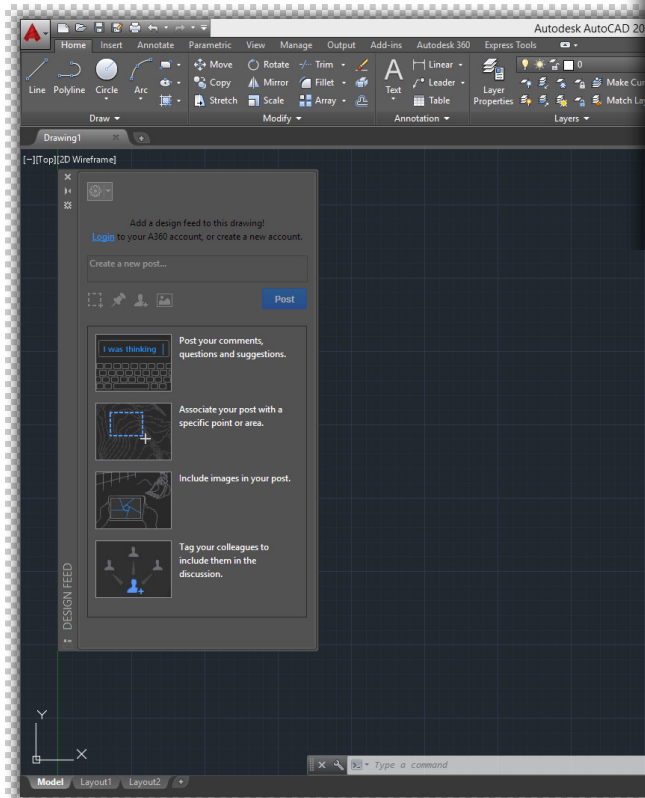 Autodesk AutoCAD 20
Home Insert Annotate Parametric View Manage Output Add-ins Autodesk 360 Express Tools
Line Polyline Circle Arc
Move Rotate Trim
Copy Mirror Fillet
Stretch Scale Array
Text
Linear
Leader
Table
Layer
Properties
0
Make Cur
Match La
Draw Modify Annotation Layers
Drawing1
[−][Top][2D Wireframe]
Add a design feed to this drawing!
Login to your A360 account, or create a new account.
Create a new post...
Post
I was thinking
Post your comments,
questions and suggestions.
Associate your post with a
specific point or area.
Include images in your post.
Tag your colleagues to
include them in the
discussion.
DESIGN FEED
Y
X
Type a command
Model Layout1 Layout2